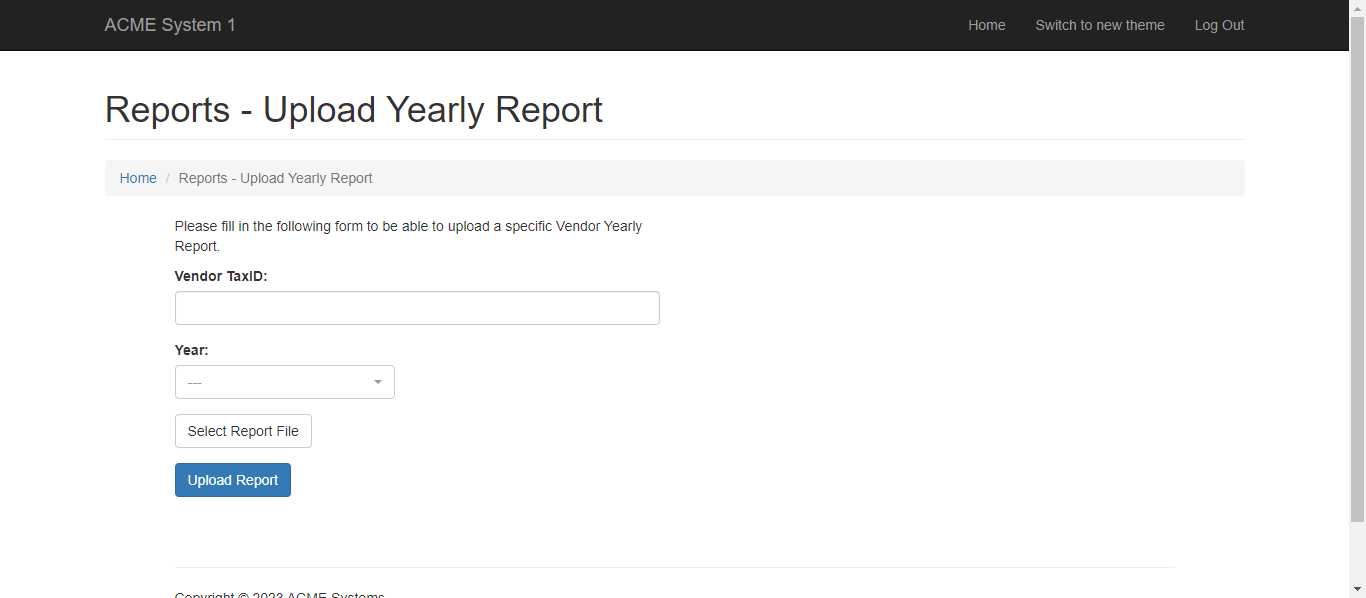 ACME System 1
Home
Switch to new theme
Log Out
Reports - Upload Yearly Report
Home / Reports - Upload Yearly Report
Please fill in the following form to be able to upload a specific Vendor Yearly
Report.
Vendor TaxID:
Year:
---
Select Report File
Upload Report
Copyright © 2023 ACME Systems